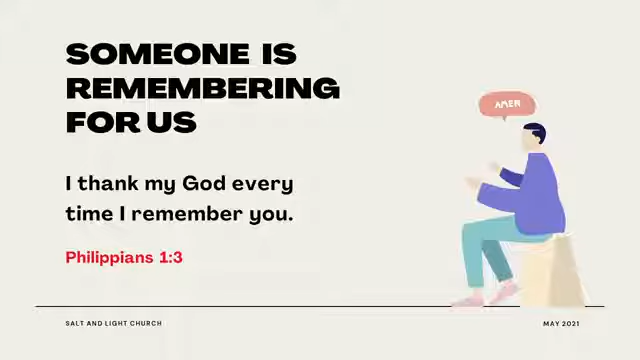 SOMEONE IS
REMEMBERING
FOR US
I thank my God every
time I remember you.
Philippians 1:3
AMEN
SALT AND LIGHT CHURCH
MAY 2021